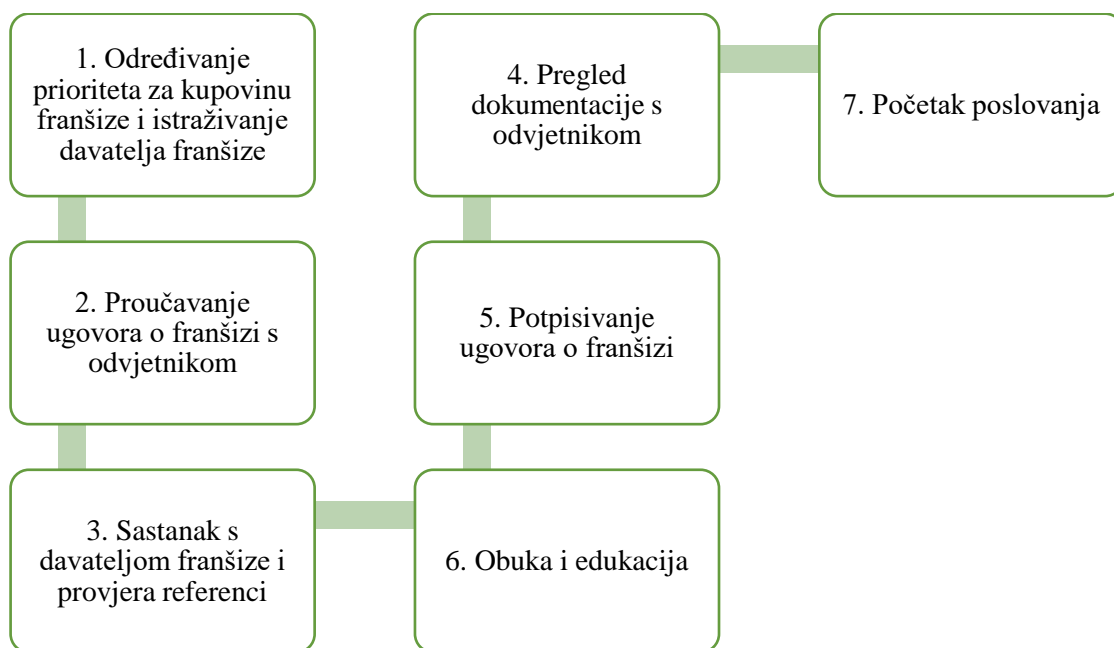 1. Određivanje
prioriteta za kupovinu
franšize i istraživanje
davatelja franšize
2. Proučavanje
ugovora o franšizi s
odvjetnikom
3. Sastanak s
davateljom franšize i
provjera referenci
4. Pregled
dokumentacije s
odvjetnikom
5. Potpisivanje
ugovora o franšizi
6. Obuka i edukacija
7. Početak poslovanja